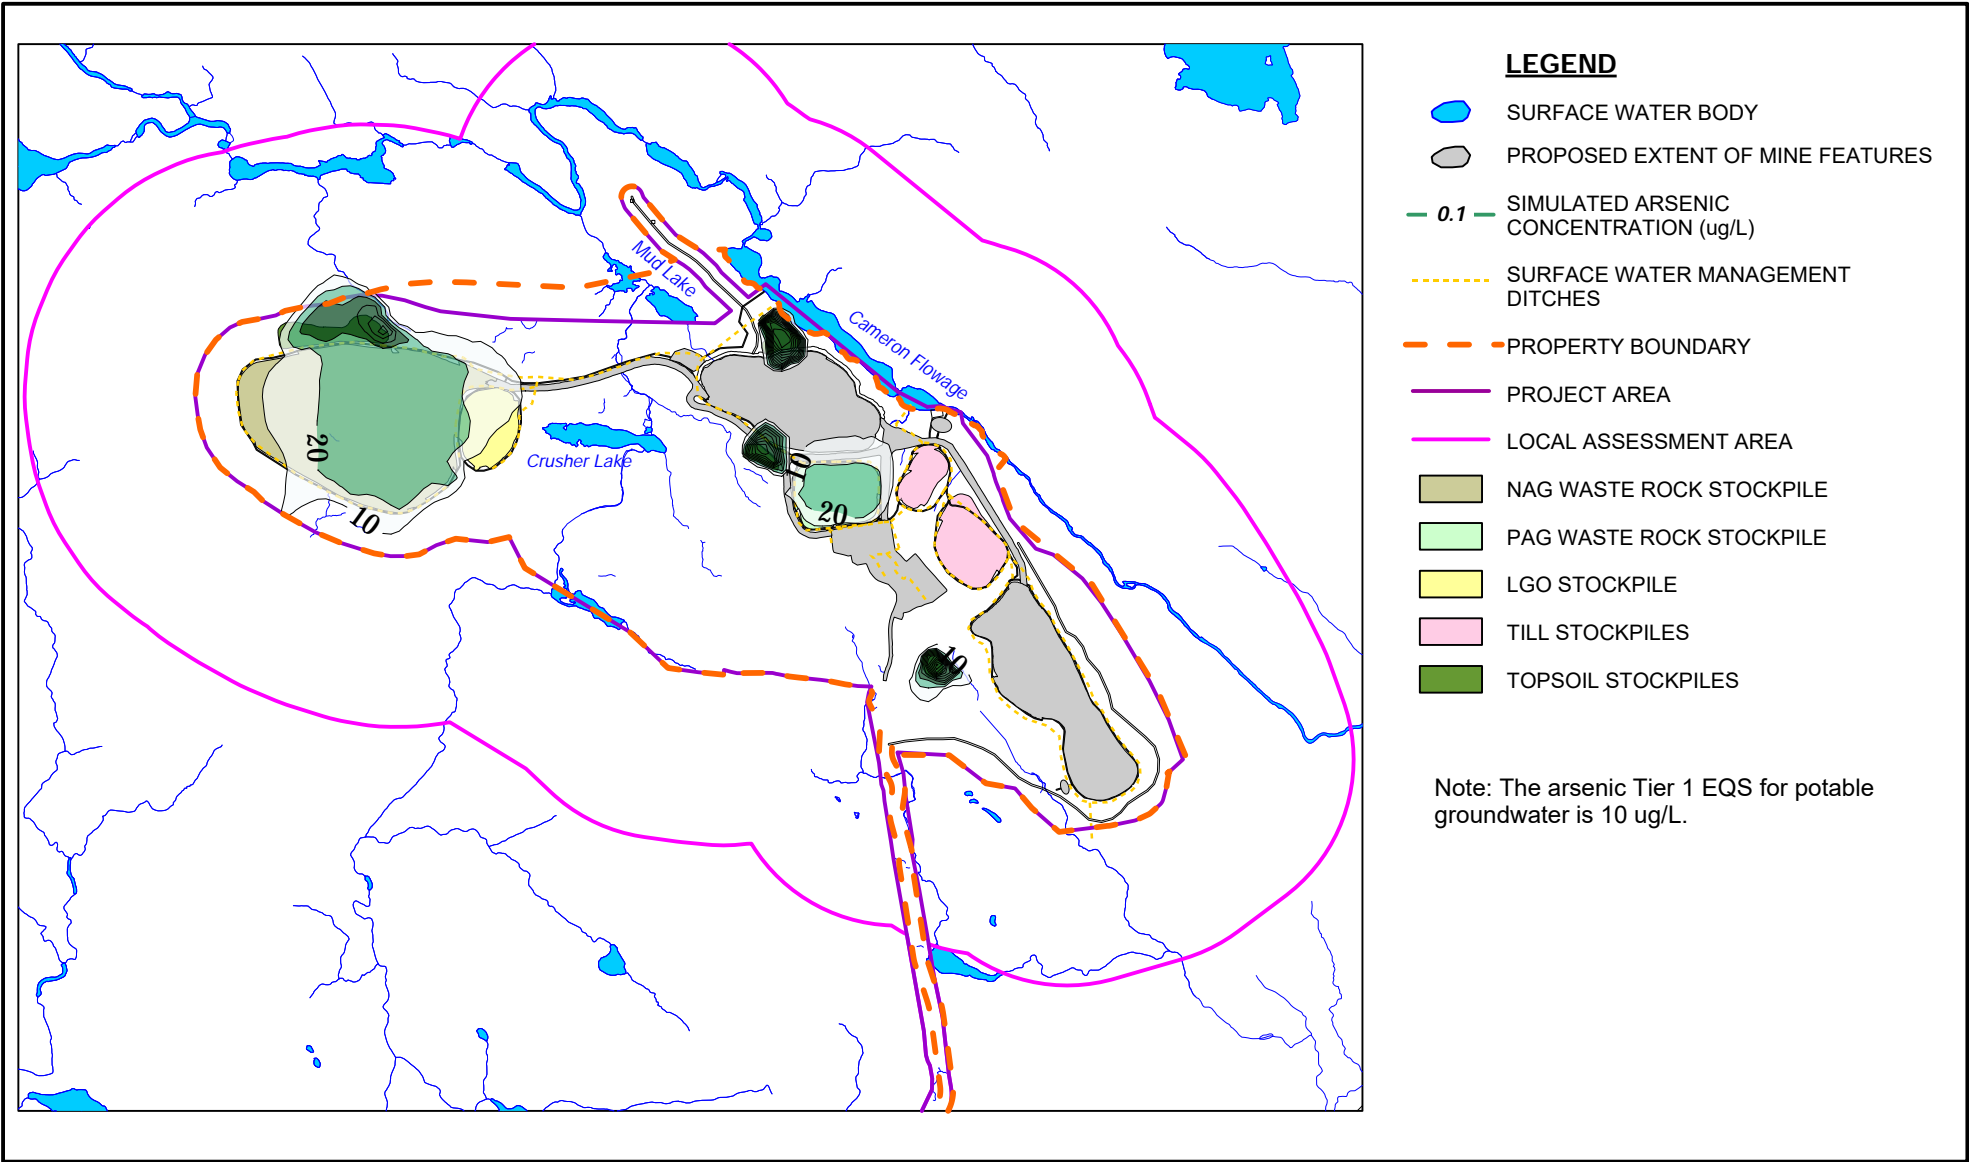 LEGEND
SURFACE WATER BODY
PROPOSED EXTENT OF MINE FEATURES
0.1
SIMULATED ARSENIC
CONCENTRATION (ug/L)
SURFACE WATER MANAGEMENT
DITCHES
PROPERTY BOUNDARY
PROJECT AREA
LOCAL ASSESSMENT AREA
NAG WASTE ROCK STOCKPILE
PAG WASTE ROCK STOCKPILE
LGO STOCKPILE
TILL STOCKPILES
TOPSOIL STOCKPILES
Note: The arsenic Tier 1 EQS for potable
groundwater is 10 ug/L.
Mud Lake
Cameron Flowage
Crusher Lake
20
10
10
20
10